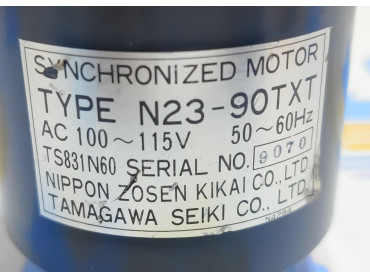 SYNCHRONIZED MOTOR
TYPE N23-90TXT
AC 100~115V 50~60Hz
TS831N60 SERIAL NO. 9070
NIPPON ZOSEN KIKAI CO., LTD.
TAMAGAWA SEIKI CO., LTD.